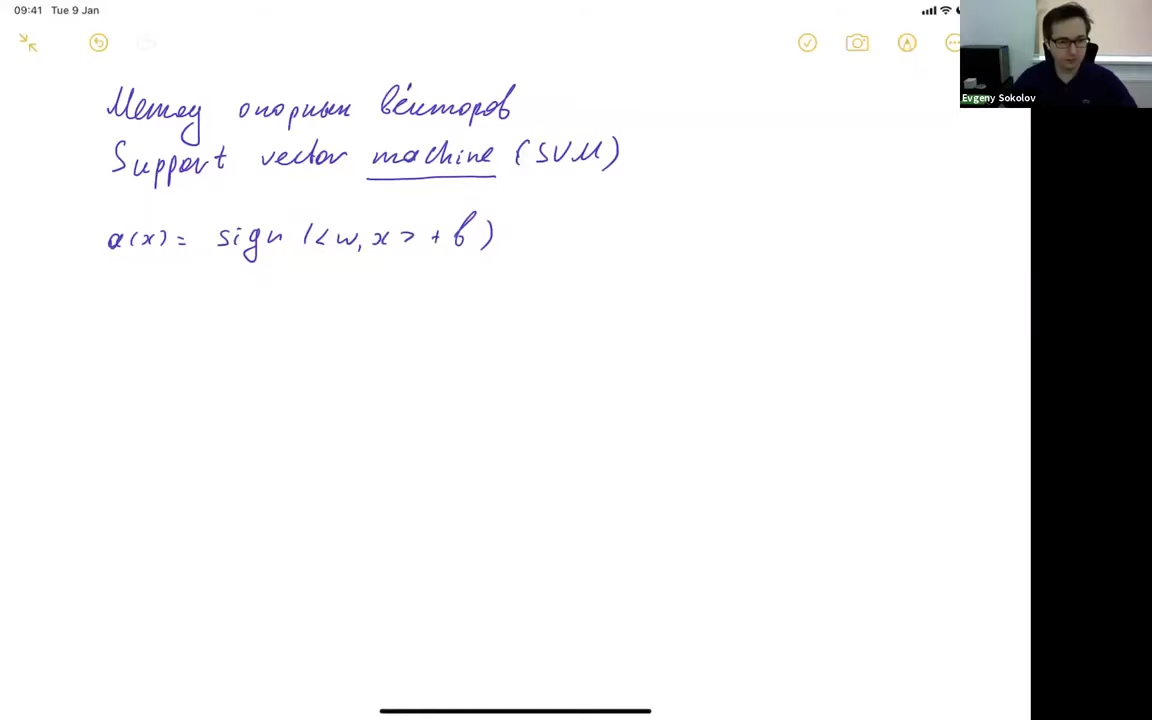 09:41 Tue 9 Jan
Evgeny Sokolov
Метод опорных векторов
Support vector machine (SVM)
a(x) = sign (<w, x> + b)